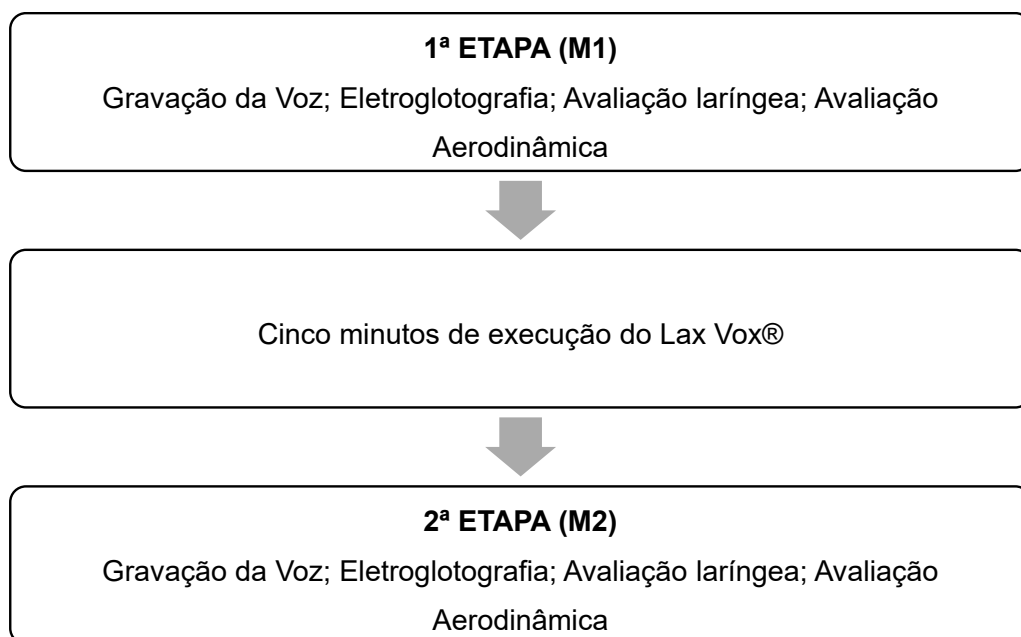 1ª ETAPA (M1)
Gravação da Voz; Eletroglotografia; Avaliação laríngea; Avaliação
Aerodinâmica
Cinco minutos de execução do Lax Vox®
2ª ETAPA (M2)
Gravação da Voz; Eletroglotografia; Avaliação laríngea; Avaliação
Aerodinâmica